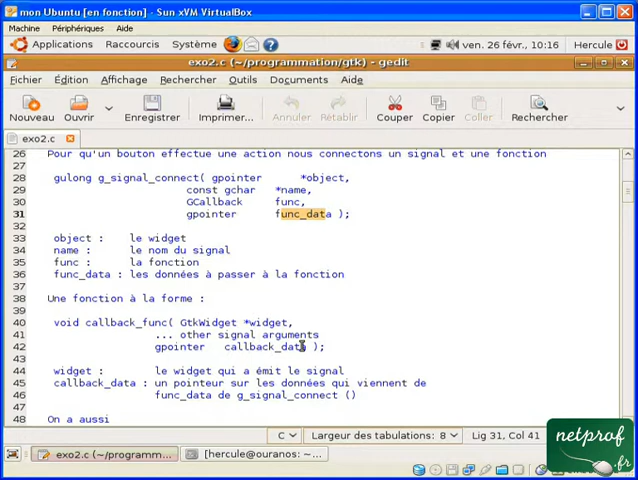 mon Ubuntu [en fonction] - Sun xVM VirtualBox
Machine Périphériques Aide
Applications Raccourcis Système ven. 26 févr., 10:16 Hercule
exo2.c (~/programmation/gtk) - gedit
Fichier Édition Affichage Rechercher Outils Documents Aide
Nouveau Ouvrir Enregistrer Imprimer... Annuler Rétablir Couper Copier Coller Rechercher
exo2.c
26 Pour qu'un bouton effectue une action nous connectons un signal et une fonction
27
28 gulong g_signal_connect( gpointer *object,
29 const gchar *name,
30 GCallback func,
31 gpointer func_data );
32
33 object : le widget
34 name : le nom du signal
35 func : la fonction
36 func_data : les données à passer à la fonction
37
38 Une fonction à la forme :
39
40 void callback_func( GtkWidget *widget,
41 ... other signal arguments
42 gpointer callback_data );
43
44 widget : le widget qui a émit le signal
45 callback_data : un pointeur sur les données qui viennent de
46 func_data de g_signal_connect ()
47
48 On a aussi
C Largeur des tabulations: 8 Lig 31, Col 41
exo2.c (~/programm... [hercule@ouranos: ~...
netprof
.fr